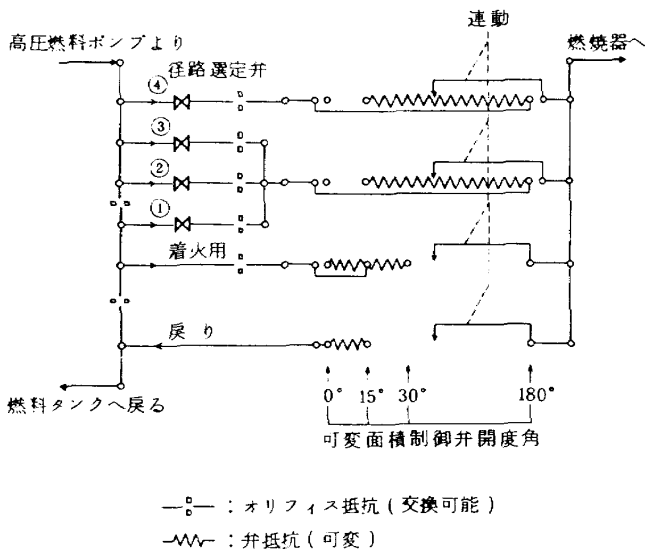 連動
高圧燃料ポンプより
燃焼器へ
④
径路選定弁
③
②
①
着火用
戻り
0° 15° 30° 180°
燃料タンクへ戻る
可変面積制御弁開度角
：オリフィス抵抗(交換可能)
：弁抵抗(可変)